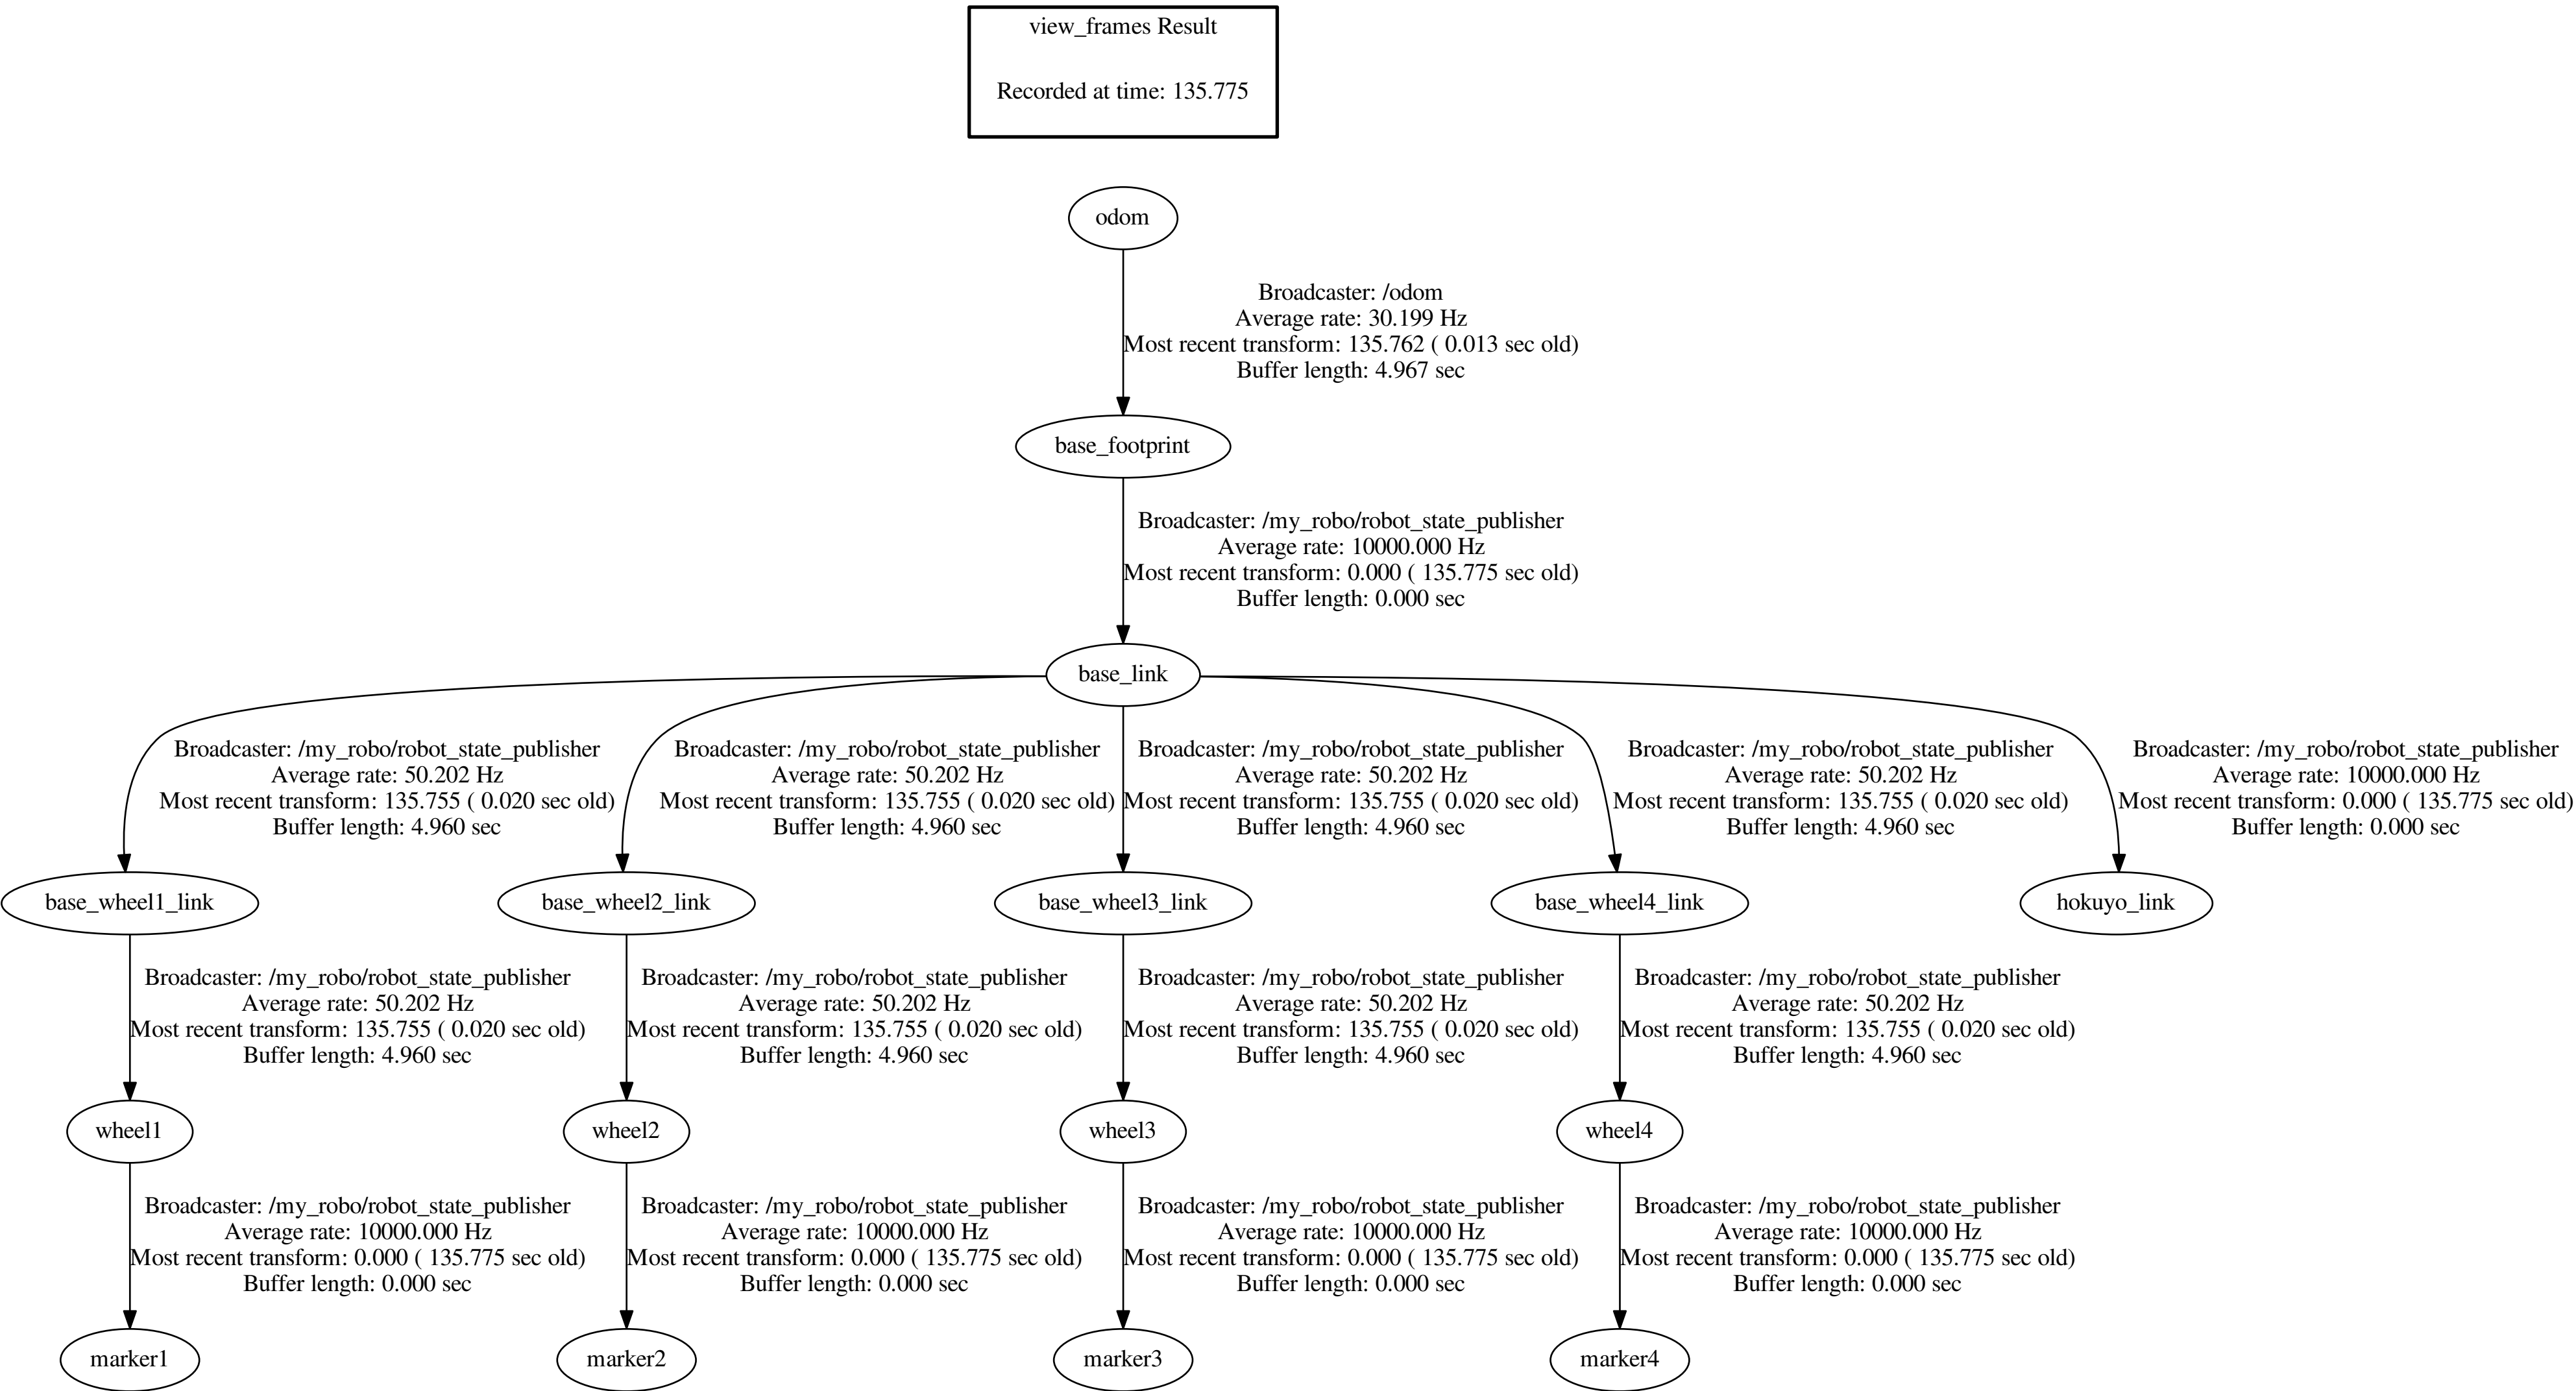 view_frames Result
Recorded at time: 135.775
odom
Broadcaster: /odom
Average rate: 30.199 Hz
Most recent transform: 135.762 ( 0.013 sec old)
Buffer length: 4.967 sec
base_footprint
Broadcaster: /my_robo/robot_state_publisher
Average rate: 10000.000 Hz
Most recent transform: 0.000 ( 135.775 sec old)
Buffer length: 0.000 sec
base_link
Broadcaster: /my_robo/robot_state_publisher
Average rate: 50.202 Hz
Most recent transform: 135.755 ( 0.020 sec old)
Buffer length: 4.960 sec
Broadcaster: /my_robo/robot_state_publisher
Average rate: 50.202 Hz
Most recent transform: 135.755 ( 0.020 sec old)
Buffer length: 4.960 sec
Broadcaster: /my_robo/robot_state_publisher
Average rate: 50.202 Hz
Most recent transform: 135.755 ( 0.020 sec old)
Buffer length: 4.960 sec
Broadcaster: /my_robo/robot_state_publisher
Average rate: 50.202 Hz
Most recent transform: 135.755 ( 0.020 sec old)
Buffer length: 4.960 sec
Broadcaster: /my_robo/robot_state_publisher
Average rate: 10000.000 Hz
Most recent transform: 0.000 ( 135.775 sec old)
Buffer length: 0.000 sec
base_wheel1_link
base_wheel2_link
base_wheel3_link
base_wheel4_link
hokuyo_link
Broadcaster: /my_robo/robot_state_publisher
Average rate: 50.202 Hz
Most recent transform: 135.755 ( 0.020 sec old)
Buffer length: 4.960 sec
Broadcaster: /my_robo/robot_state_publisher
Average rate: 50.202 Hz
Most recent transform: 135.755 ( 0.020 sec old)
Buffer length: 4.960 sec
Broadcaster: /my_robo/robot_state_publisher
Average rate: 50.202 Hz
Most recent transform: 135.755 ( 0.020 sec old)
Buffer length: 4.960 sec
Broadcaster: /my_robo/robot_state_publisher
Average rate: 50.202 Hz
Most recent transform: 135.755 ( 0.020 sec old)
Buffer length: 4.960 sec
wheel1
wheel2
wheel3
wheel4
Broadcaster: /my_robo/robot_state_publisher
Average rate: 10000.000 Hz
Most recent transform: 0.000 ( 135.775 sec old)
Buffer length: 0.000 sec
Broadcaster: /my_robo/robot_state_publisher
Average rate: 10000.000 Hz
Most recent transform: 0.000 ( 135.775 sec old)
Buffer length: 0.000 sec
Broadcaster: /my_robo/robot_state_publisher
Average rate: 10000.000 Hz
Most recent transform: 0.000 ( 135.775 sec old)
Buffer length: 0.000 sec
Broadcaster: /my_robo/robot_state_publisher
Average rate: 10000.000 Hz
Most recent transform: 0.000 ( 135.775 sec old)
Buffer length: 0.000 sec
marker1
marker2
marker3
marker4